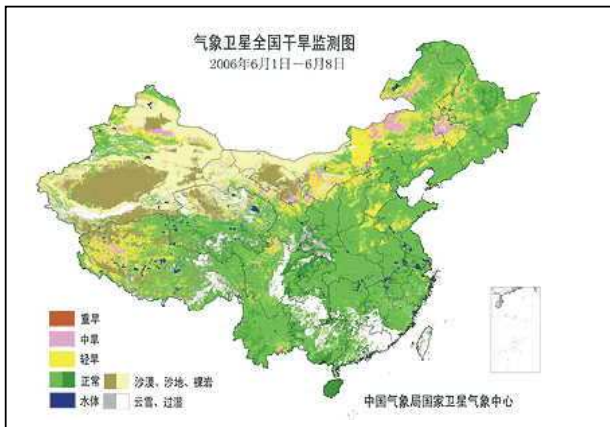 气象卫星全国干旱监测图
2006年6月1日－6月8日
重旱
中旱
轻旱
正常
沙漠、沙地、裸岩
水体
云雪、过湿
中国气象局国家卫星气象中心